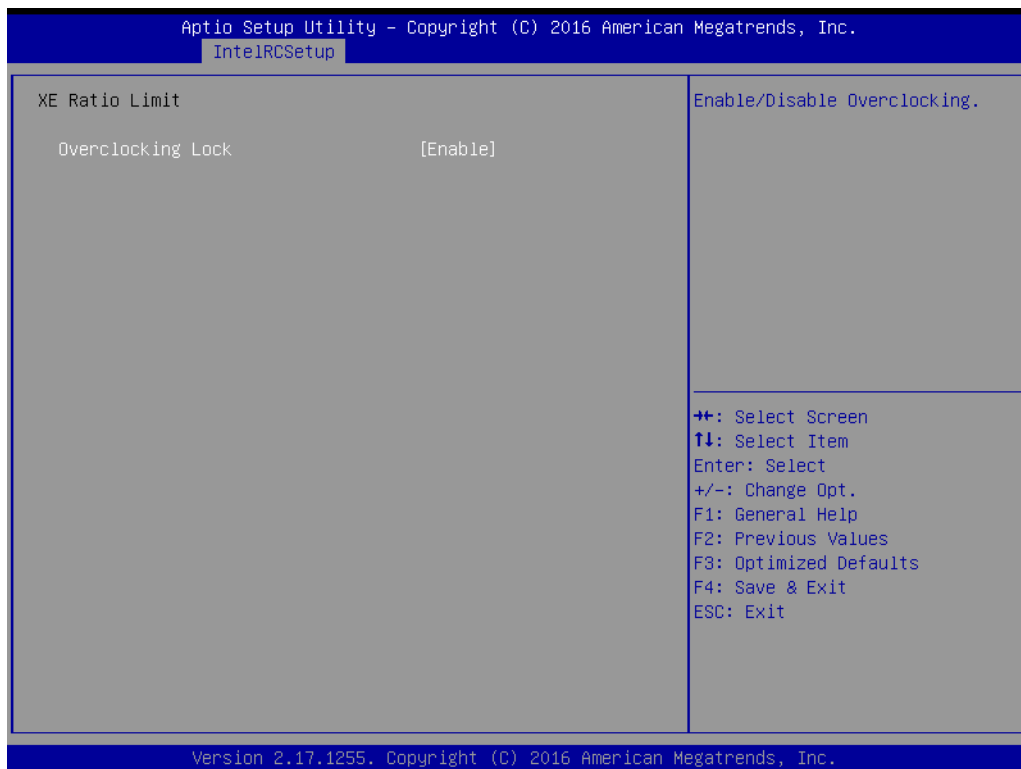 Aptio Setup Utility – Copyright (C) 2016 American Megatrends, Inc.
IntelRCSetup
XE Ratio Limit
Overclocking Lock [Enable]
Enable/Disable Overclocking.
→←: Select Screen
↑↓: Select Item
Enter: Select
+/-: Change Opt.
F1: General Help
F2: Previous Values
F3: Optimized Defaults
F4: Save & Exit
ESC: Exit
Version 2.17.1255. Copyright (C) 2016 American Megatrends, Inc.